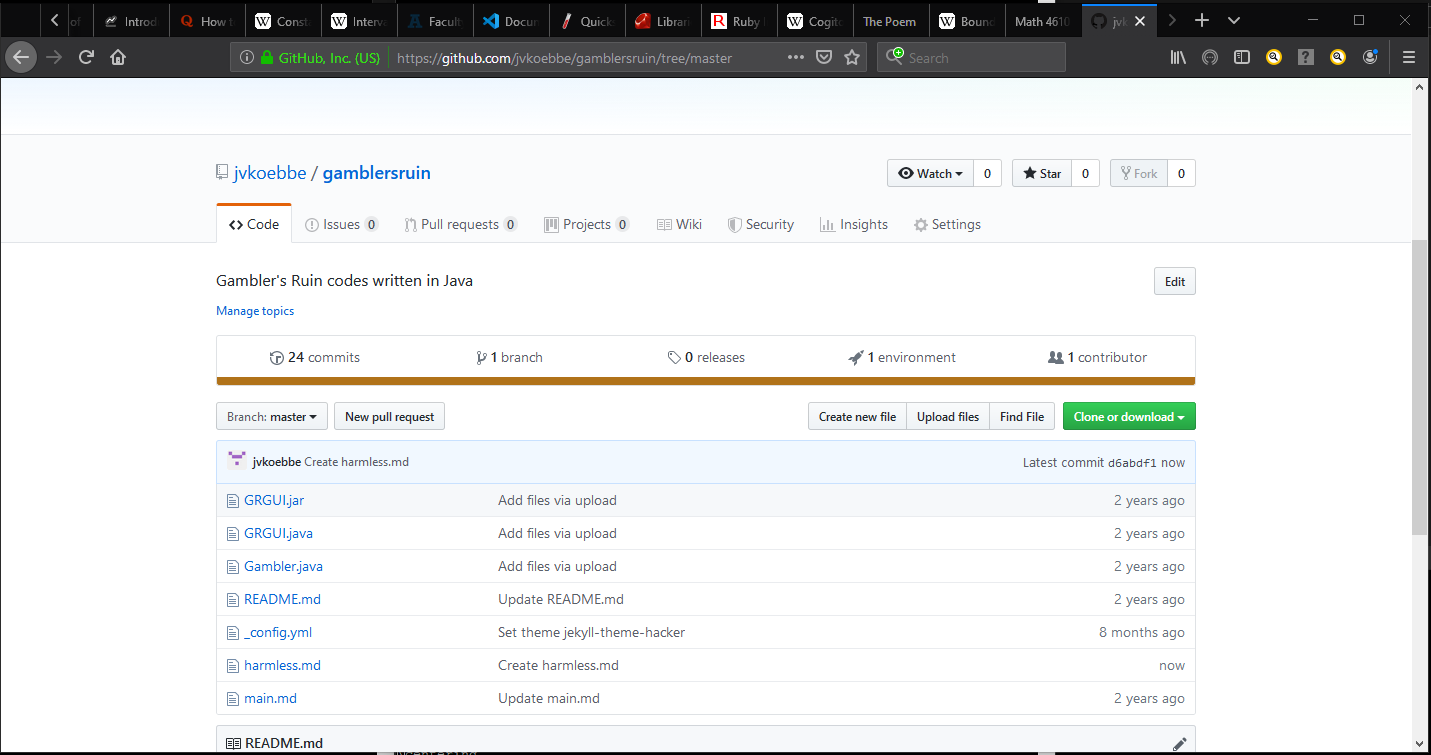 of Introd How t Consta Interva Facult Docun Quick Librar Ruby Cogito The Poem Bound Math 4610 jvk
GitHub, Inc. (US) https://github.com/jvkoebbe/gamblersruin/tree/master Search
jvkoebbe / gamblersruin Watch 0 Star 0 Fork 0
Code Issues 0 Pull requests 0 Projects 0 Wiki Security Insights Settings
Gambler's Ruin codes written in Java Edit
Manage topics
24 commits 1 branch 0 releases 1 environment 1 contributor
Branch: master New pull request Create new file Upload files Find File Clone or download
jvkoebbe Create harmless.md Latest commit d6abdf1 now
GRGUI.jar Add files via upload 2 years ago
GRGUI.java Add files via upload 2 years ago
Gambler.java Add files via upload 2 years ago
README.md Update README.md 2 years ago
_config.yml Set theme jekyll-theme-hacker 8 months ago
harmless.md Create harmless.md now
main.md Update main.md 2 years ago
README.md